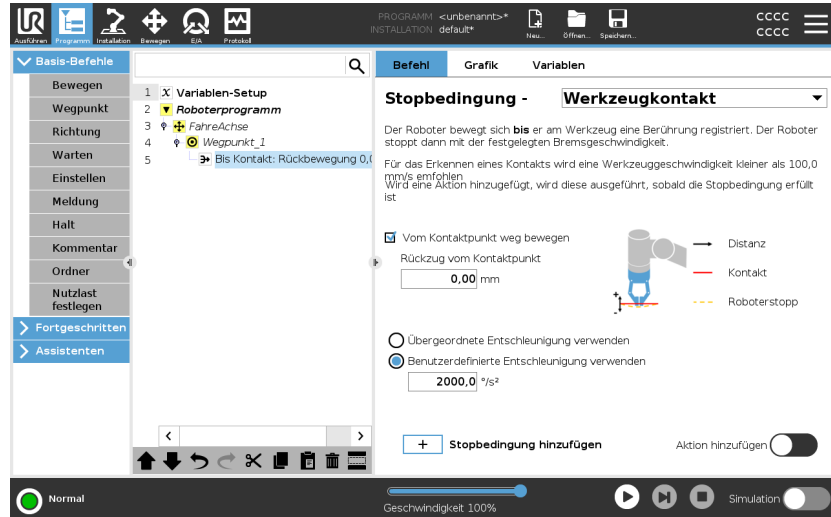 UR
PROGRAMM <unbenannt>*
INSTALLATION default*
CCCC
CCCC
Ausführen Programm Installation Bewegen E/A Protokoll Neu... Öffnen... Speichern...
Basis-Befehle
Bewegen
Wegpunkt
Richtung
Warten
Einstellen
Meldung
Halt
Kommentar
Ordner
Nutzlast
festlegen
Fortgeschritten
Assistenten
1 X Variablen-Setup
2 Roboterprogramm
3 FahreAchse
4 Wegpunkt_1
5 Bis Kontakt: Rückbewegung 0,0
Befehl Grafik Variablen
Stopbedingung - Werkzeugkontakt
Der Roboter bewegt sich bis er am Werkzeug eine Berührung registriert. Der Roboter
stoppt dann mit der festgelegten Bremsgeschwindigkeit.
Für das Erkennen eines Kontakts wird eine Werkzeuggeschwindigkeit kleiner als 100,0
mm/s emfohlen
Wird eine Aktion hinzugefügt, wird diese ausgeführt, sobald die Stopbedingung erfüllt
ist
Vom Kontaktpunkt weg bewegen
Rückzug vom Kontaktpunkt
0,00 mm
+
-
Distanz
Kontakt
Roboterstopp
Übergeordnete Entschleunigung verwenden
Benutzerdefinierte Entschleunigung verwenden
2000,0 °/s²
+ Stopbedingung hinzufügen
Aktion hinzufügen
Normal
Geschwindigkeit 100%
Simulation